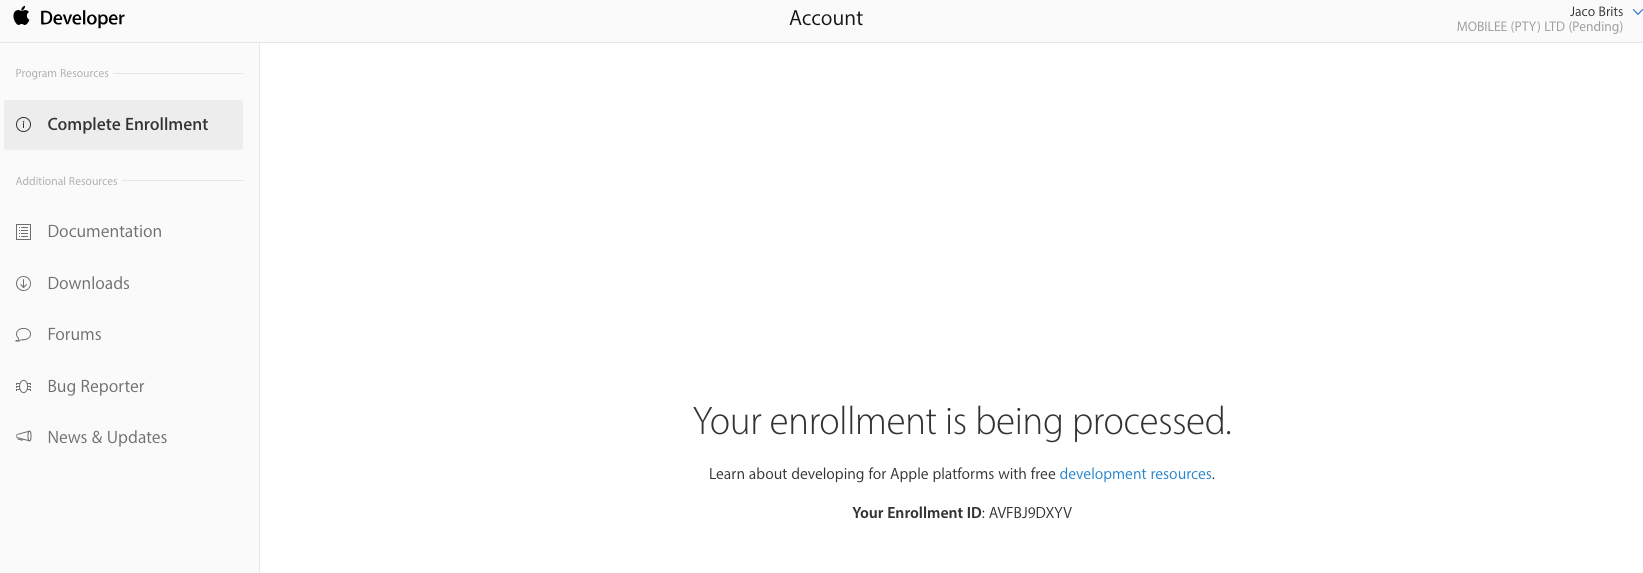 Developer
Account
Jaco Brits
MOBILEE (PTY) LTD (Pending)
Program Resources
Complete Enrollment
Additional Resources
Documentation
Downloads
Forums
Bug Reporter
News & Updates
Your enrollment is being processed.
Learn about developing for Apple platforms with free development resources.
Your Enrollment ID: AVFBJ9DXYV